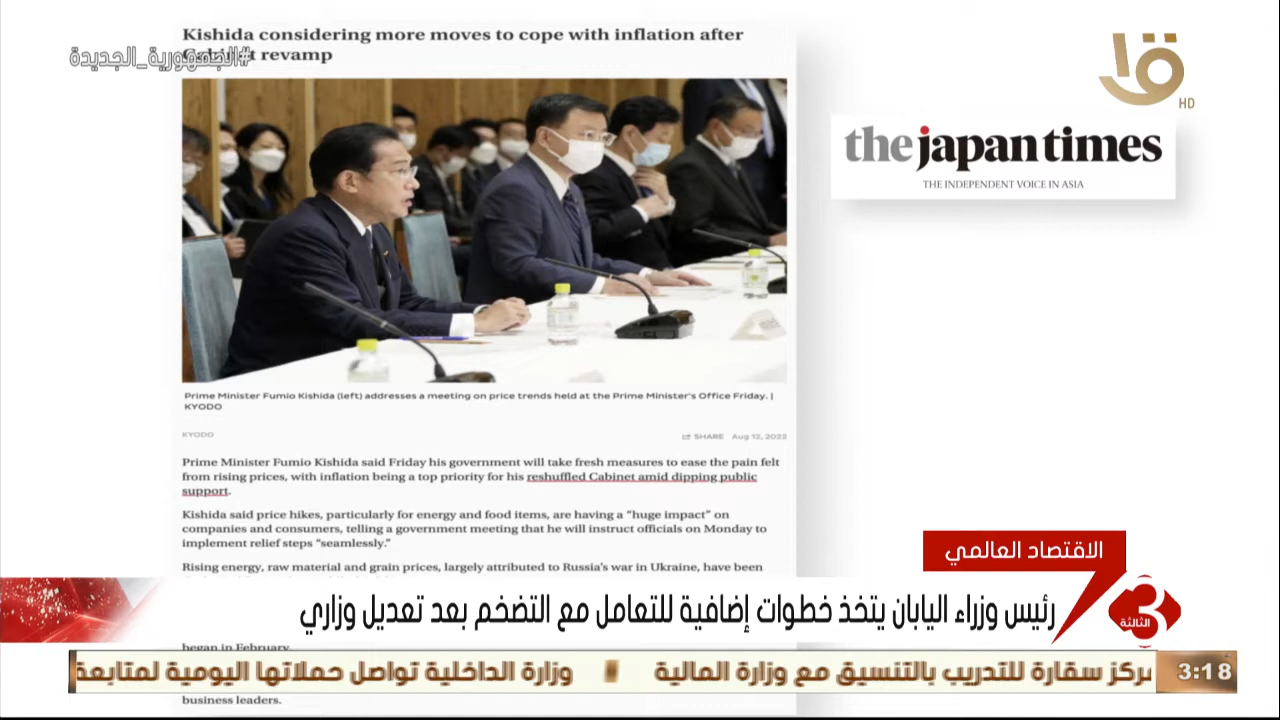 Kishida considering more moves to cope with inflation after
Cabinet revamp
#الجمهورية_الجديدة
HD
the japan times
THE INDEPENDENT VOICE IN ASIA
Prime Minister Fumio Kishida (left) addresses a meeting on price trends held at the Prime Minister's Office Friday. |
KYODO
KYODO
SHARE Aug 12, 2022
Prime Minister Fumio Kishida said Friday his government will take fresh measures to ease the pain felt
from rising prices, with inflation being a top priority for his reshuffled Cabinet amid dipping public
support.
Kishida said price hikes, particularly for energy and food items, are having a “huge impact” on
companies and consumers, telling a government meeting that he will instruct officials on Monday to
implement relief steps “seamlessly.”
Rising energy, raw material and grain prices, largely attributed to Russia’s war in Ukraine, have been
الاقتصاد العالمي
3
الثالثة
رئيس وزراء اليابان يتخذ خطوات إضافية للتعامل مع التضخم بعد تعديل وزاري
began in February.
3:18
مركز سقارة للتدريب بالتنسيق مع وزارة المالية
وزارة الداخلية تواصل حملاتها اليومية لمتابعة
business leaders.